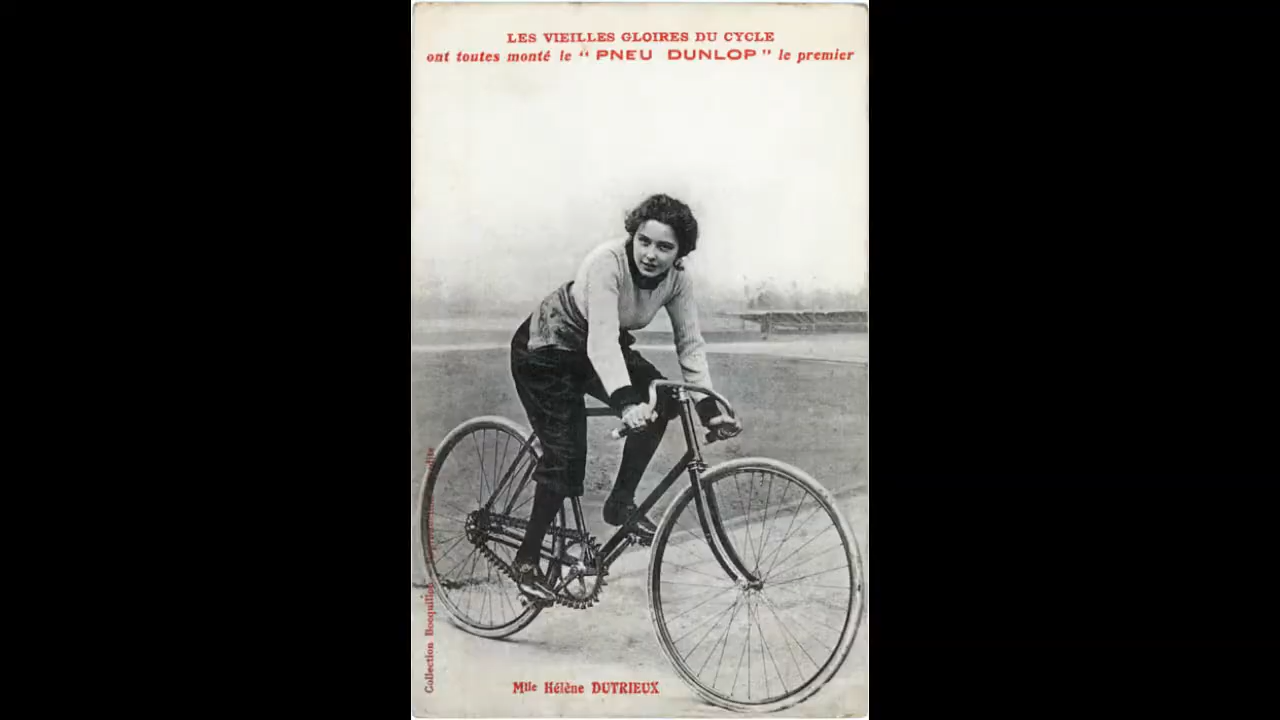 LES VIEILLES GLOIRES DU CYCLE
ont toutes monté le "PNEU DUNLOP" le premier
Collection Bocquillon
Mlle Hélène DUTRIEUX